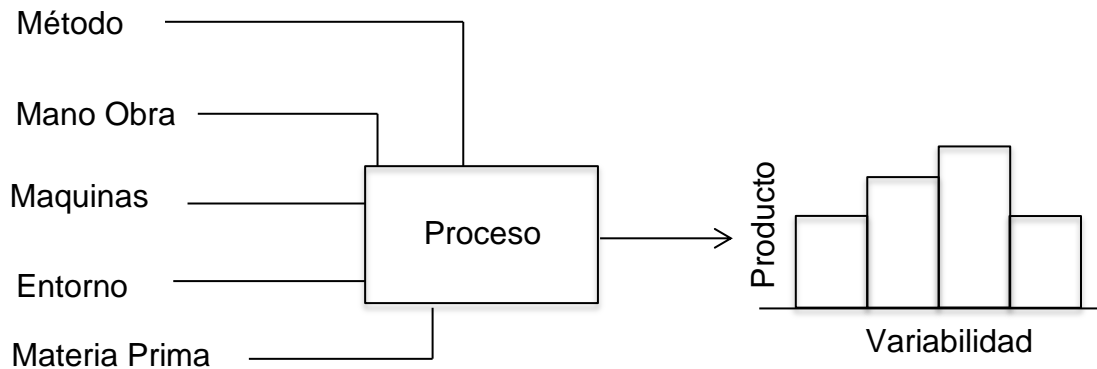 Método
Mano Obra
Maquinas
Entorno
Materia Prima
Proceso
Producto
Variabilidad